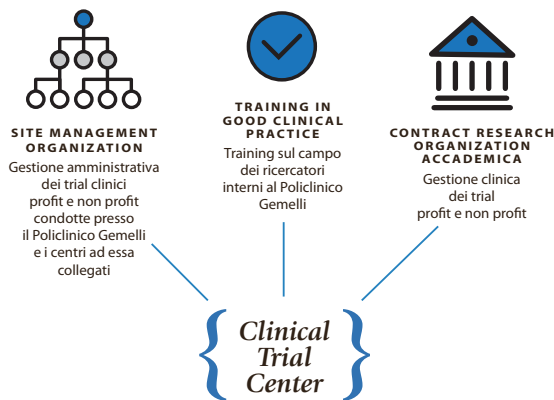 SITE MANAGEMENT
ORGANIZATION
Gestione amministrativa
dei trial clinici
profit e non profit
condotte presso
il Policlinico Gemelli
e i centri ad essa
collegati
TRAINING IN
GOOD CLINICAL
PRACTICE
Training sul campo
dei ricercatori
interni al Policlinico
Gemelli
CONTRACT RESEARCH
ORGANIZATION
ACCADEMICA
Gestione clinica
dei trial
profit e non profit
Clinical
Trial
Center